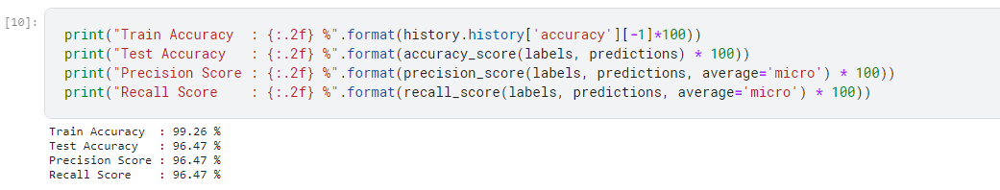 [10]:
print("Train Accuracy  : {:.2f} %".format(history.history['accuracy'][-1]*100))
print("Test Accuracy   : {:.2f} %".format(accuracy_score(labels, predictions) * 100))
print("Precision Score : {:.2f} %".format(precision_score(labels, predictions, average='micro') * 100))
print("Recall Score    : {:.2f} %".format(recall_score(labels, predictions, average='micro') * 100))
Train Accuracy  : 99.26 %
Test Accuracy   : 96.47 %
Precision Score : 96.47 %
Recall Score    : 96.47 %